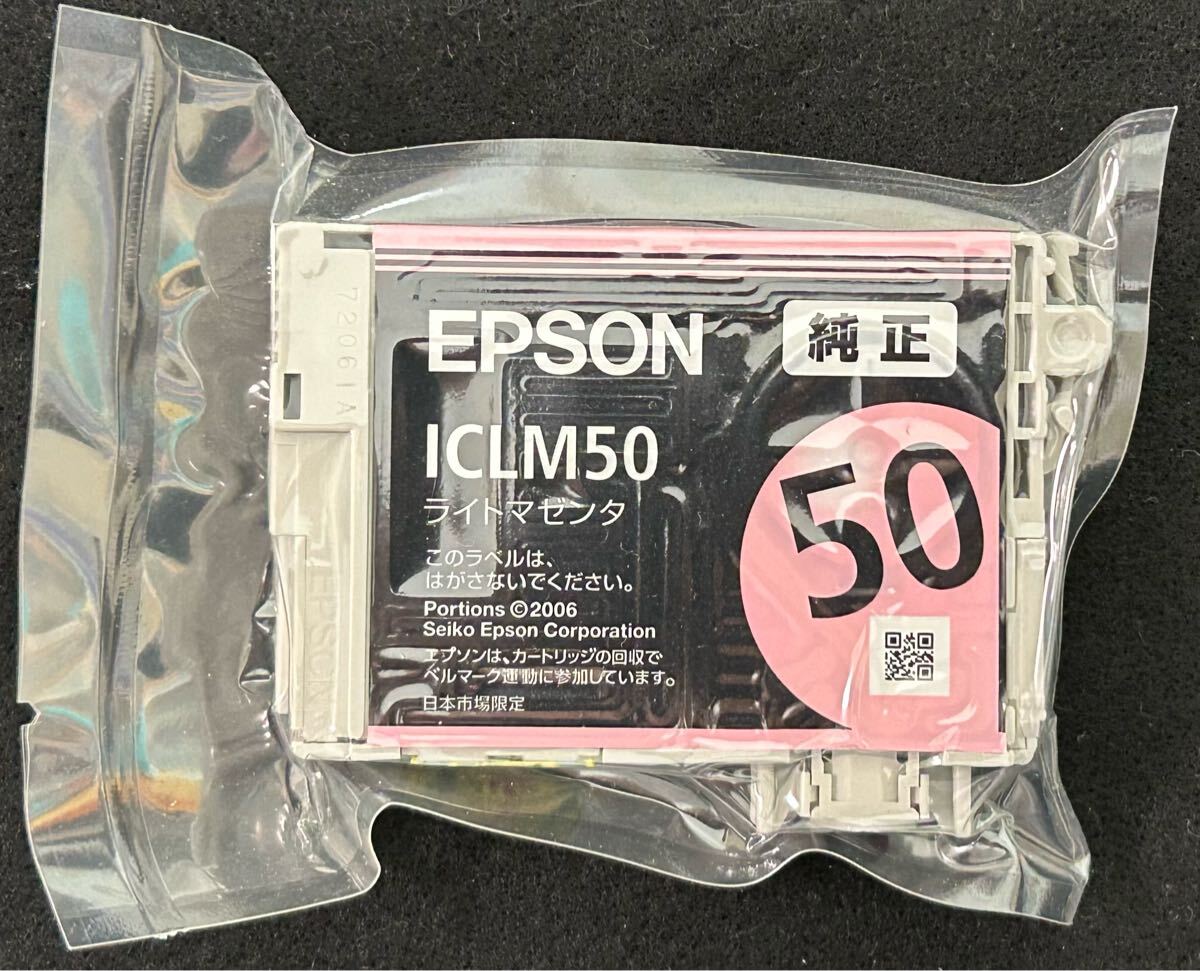 EPSON 純正
ICLM50
ライトマゼンタ
50
このラベルは、
はがさないでください。
Portions ©2006
Seiko Epson Corporation
エプソンは、カートリッジの回収で
ベルマーク運動に参加しています。
日本市場限定
72061A
EPSON